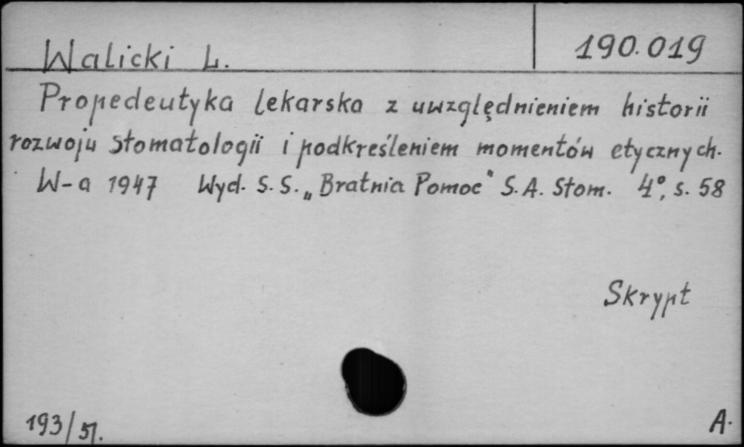 Walicki L.
190.019
Propedeutyka lekarska z uwzględnieniem historii
rozwoju stomatologii i podkreśleniem momentów etycznych.
W-a 1947 Wyd. S.S. „Bratnia Pomoc" S.A. Stom. 4°, s. 58
Skrypt
193/51.
A.